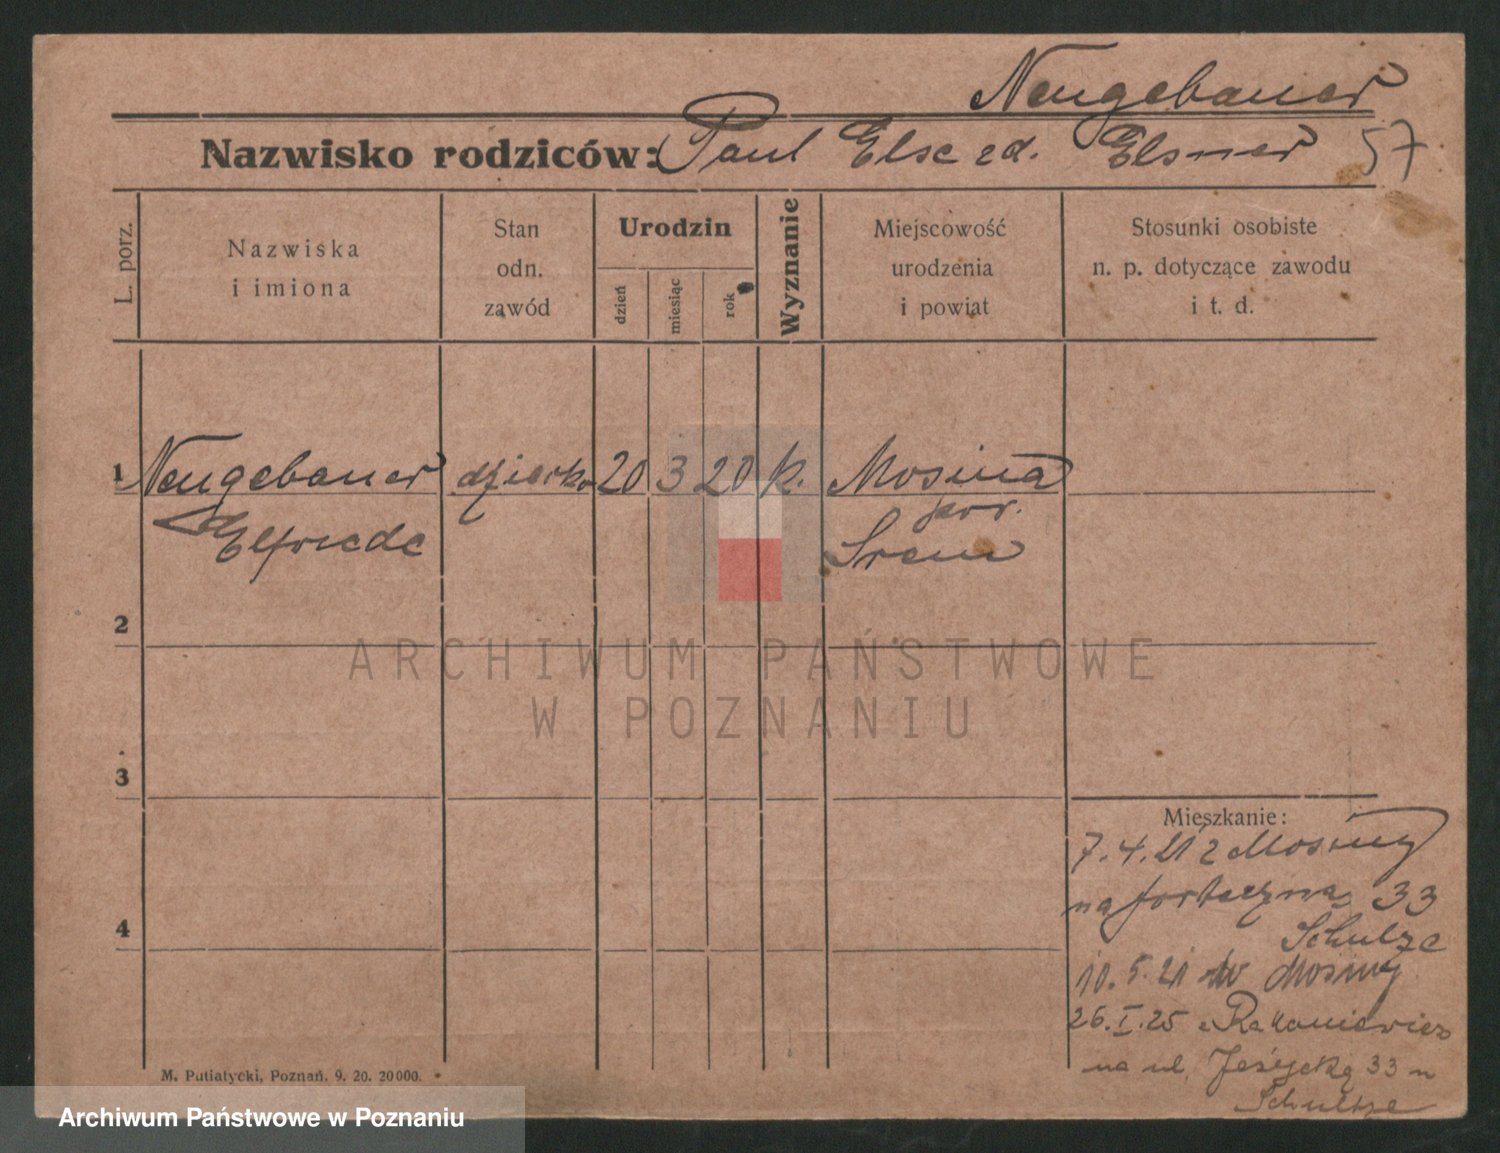 Neugebauer
Nazwisko rodziców: Paul Else zd. Elsner 57
L. porz.
Nazwiska
i imiona
Stan
odn.
zawód
Urodzin
dzień
miesiąc
rok
Wyznanie
Miejscowość
urodzenia
i powiat
Stosunki osobiste
n. p. dotyczące zawodu
i t. d.
1 Neugebauer dziecko 20 3 20 k. Mosina
pow.
Elfriede Srem
2
ARCHIWUM PAŃSTWOWE
W POZNANIU
3
Mieszkanie:
7.4.21 z Mosiny
na forteczną 33
4
Schulze
10.5.21 do Mosiny
26.I.25 z Rakoniewic
na ul. Jeżycką 33
Schultze
M. Putiatycki, Poznań. 9. 20. 20000.
Archiwum Państwowe w Poznaniu